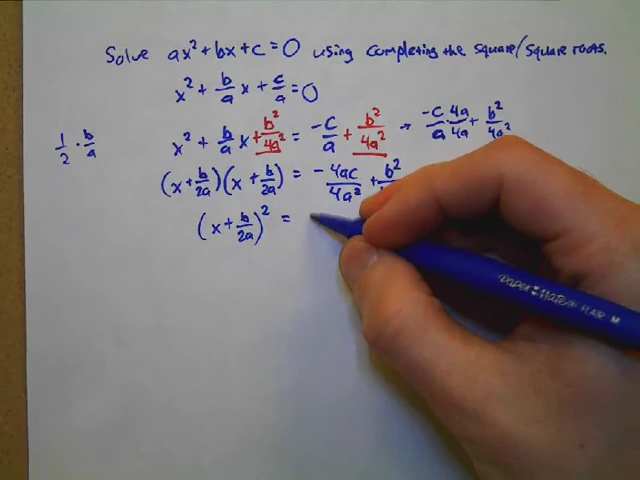 Solve ax² + bx + c = 0 using completing the square/square roots.
x² + b/a x + c/a = 0
1/2 · b/a
x² + b/a x + b²/4a² = -c/a + b²/4a² → -c/a · 4a/4a + b²/4a²
(x + b/2a)(x + b/2a) = -4ac/4a² + b²
(x + b/2a)² =
Paper Mate® FLAIR M